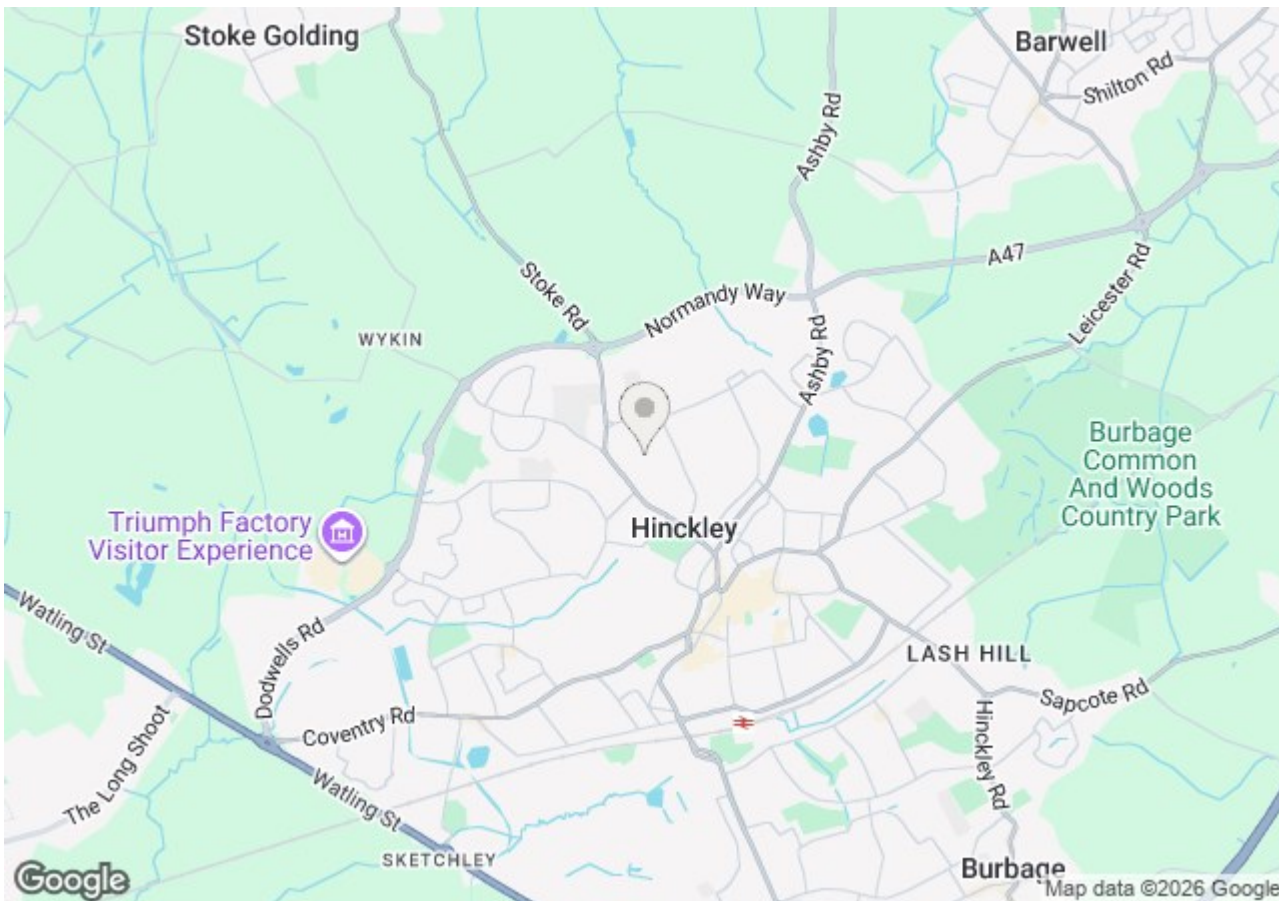 Stoke Golding
Barwell
Shilton Rd
Ashby Rd
A47
Stoke Rd
Normandy Way
Leicester Rd
WYKIN
Ashby Rd
Burbage
Common
And Woods
Country Park
Triumph Factory
Visitor Experience
Hinckley
Watling St
Dodwells Rd
LASH HILL
Sapcote Rd
Coventry Rd
Hinckley Rd
The Long Shoot
Watling St
SKETCHLEY
Burbage
Google
Map data ©2026 Google